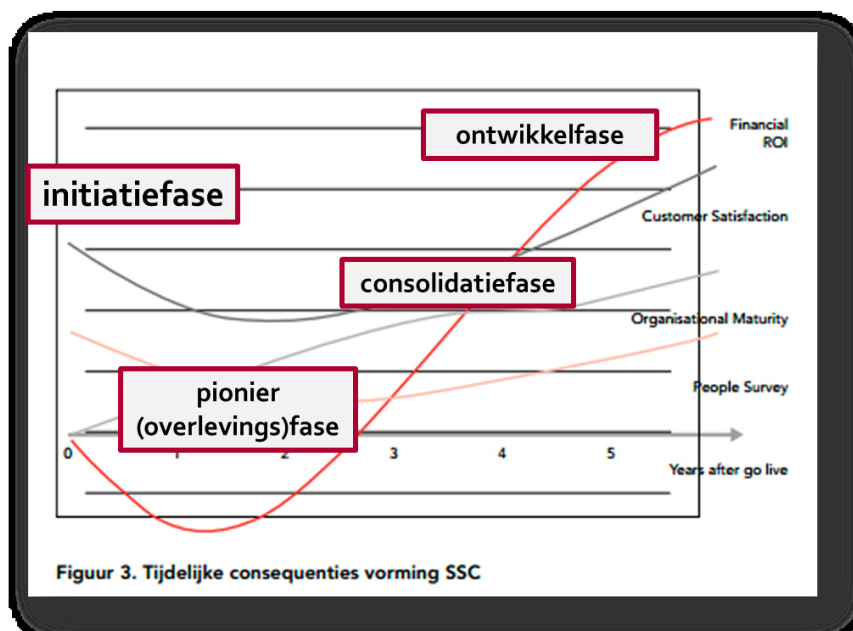 ontwikkelfase
Financial
ROI
initiatiefase
Customer Satisfaction
consolidatiefase
Organisational Maturity
pionier
(overlevings)fase
People Survey
0 1 2 3 4 5
Years after go live
Figuur 3. Tijdelijke consequenties vorming SSC